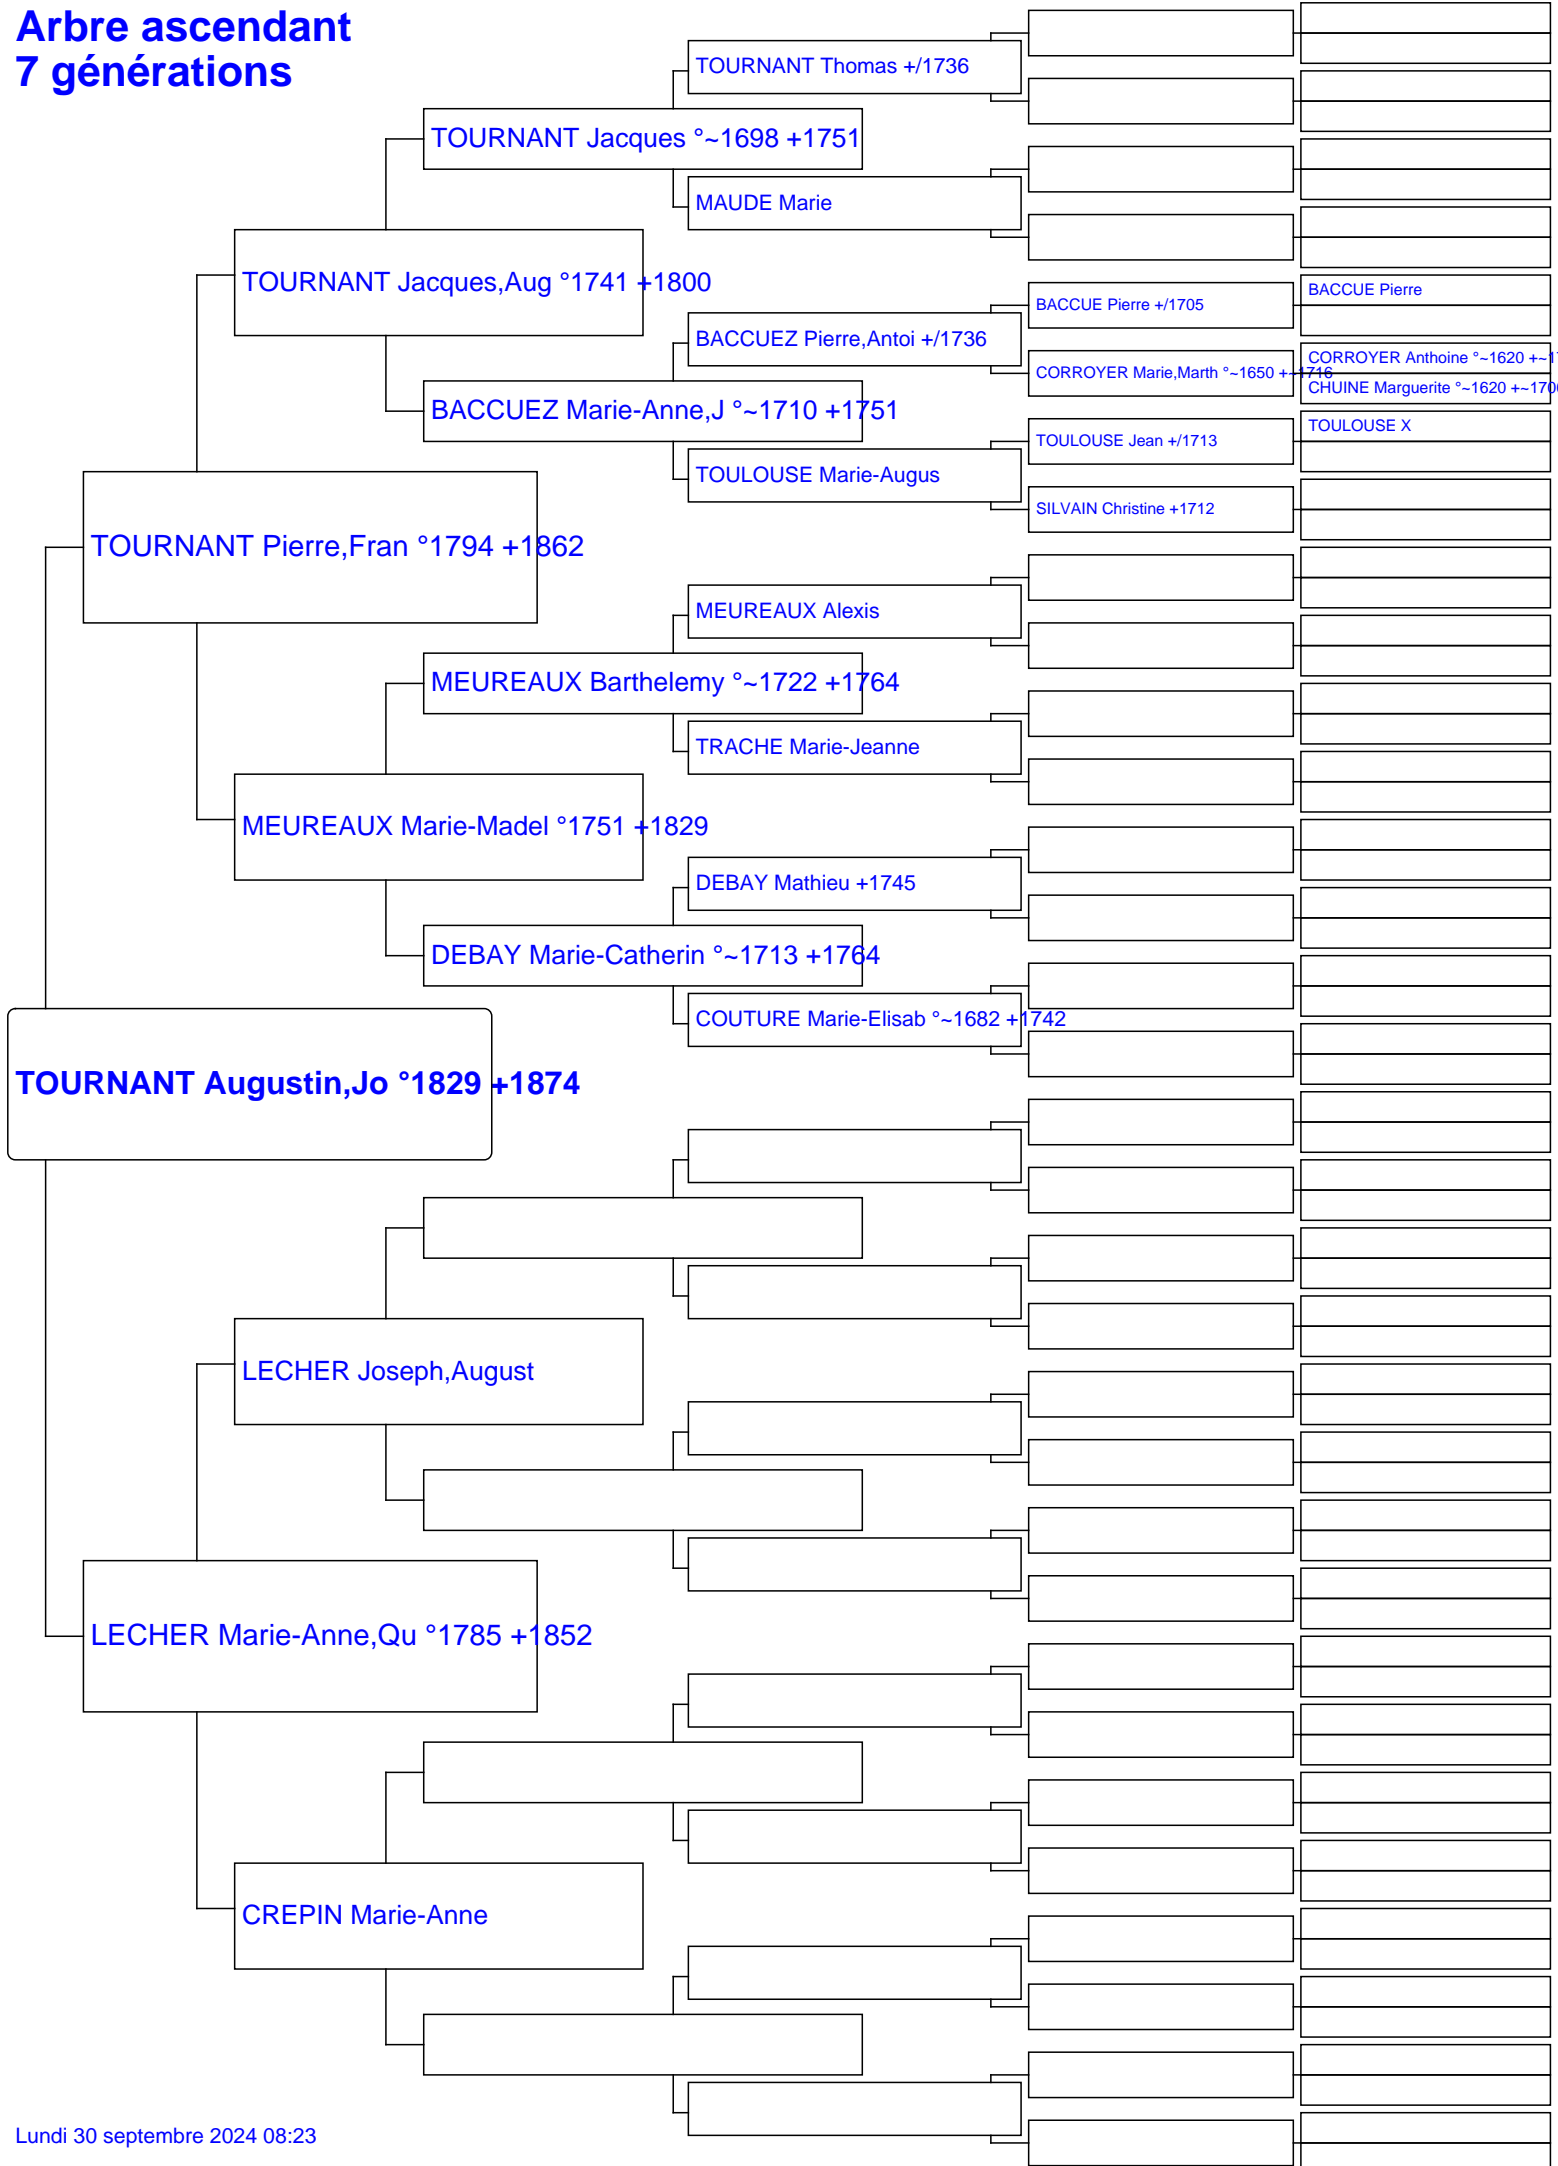 Arbre ascendant
7 générations
TOURNANT Thomas +/1736
TOURNANT Jacques °~1698 +1751
MAUDE Marie
TOURNANT Jacques,Aug °1741 +1800
BACCUE Pierre +/1705
BACCUE Pierre
BACCUEZ Pierre,Antoi +/1736
CORROYER Marie,Marth °~1650 +~1716
CORROYER Anthoine °~1620 +~1
CHUINE Marguerite °~1620 +~170
BACCUEZ Marie-Anne,J °~1710 +1751
TOULOUSE Jean +/1713
TOULOUSE X
TOULOUSE Marie-Augus
SILVAIN Christine +1712
TOURNANT Pierre,Fran °1794 +1862
MEUREAUX Alexis
MEUREAUX Barthelemy °~1722 +1764
TRACHE Marie-Jeanne
MEUREAUX Marie-Madel °1751 +1829
DEBAY Mathieu +1745
DEBAY Marie-Catherin °~1713 +1764
COUTURE Marie-Elisab °~1682 +1742
TOURNANT Augustin,Jo °1829 +1874
LECHER Joseph,August
LECHER Marie-Anne,Qu °1785 +1852
CREPIN Marie-Anne
Lundi 30 septembre 2024 08:23